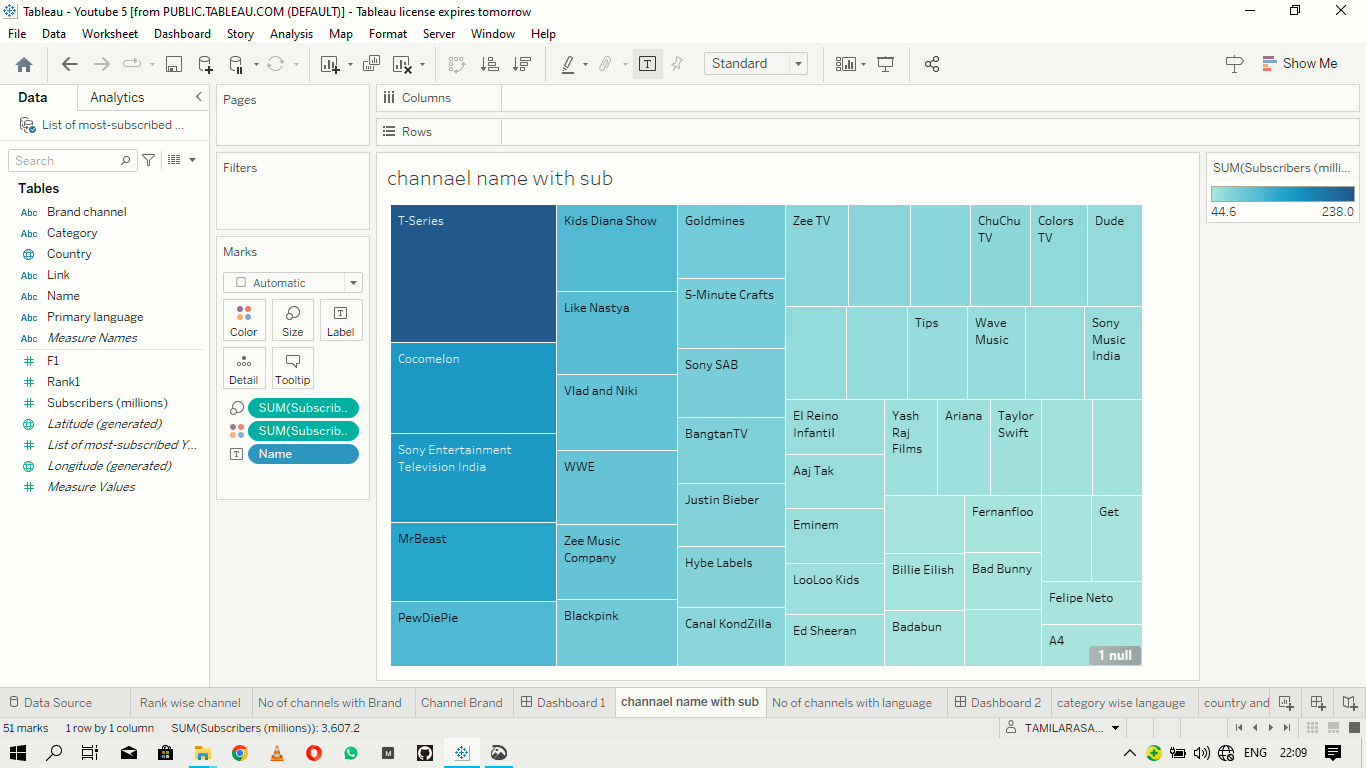 Tableau - Youtube 5 [from PUBLIC.TABLEAU.COM (DEFAULT)] - Tableau license expires tomorrow
File Data Worksheet Dashboard Story Analysis Map Format Server Window Help
Standard
Show Me
Data Analytics
List of most-subscribed ...
Search
Tables
Abc Brand channel
Abc Category
Country
Abc Link
Abc Name
Abc Primary language
Abc Measure Names
# F1
# Rank1
# Subscribers (millions)
Latitude (generated)
# List of most-subscribed Y...
Longitude (generated)
# Measure Values
Pages
Filters
Marks
Automatic
Color Size Label
Detail Tooltip
SUM(Subscrib..
SUM(Subscrib..
Name
Columns
Rows
channael name with sub
T-Series
Cocomelon
Sony Entertainment
Television India
MrBeast
PewDiePie
Kids Diana Show
Like Nastya
Vlad and Niki
WWE
Zee Music
Company
Blackpink
Goldmines
5-Minute Crafts
Sony SAB
BangtanTV
Justin Bieber
Hybe Labels
Canal KondZilla
Zee TV
ChuChu
TV
Colors
TV
Dude
Tips
Wave
Music
Sony
Music
India
El Reino
Infantil
Aaj Tak
Eminem
LooLoo Kids
Ed Sheeran
Yash
Raj
Films
Ariana
Taylor
Swift
Billie Eilish
Badabun
Fernanfloo
Bad Bunny
Get
Felipe Neto
A4
1 null
SUM(Subscribers (milli...
44.6 238.0
Data Source Rank wise channel No of channels with Brand Channel Brand Dashboard 1 channael name with sub No of channels with language Dashboard 2 category wise langauge country and
51 marks 1 row by 1 column SUM(Subscribers (millions)): 3,607.2 TAMILARASA...
M ENG 22:09